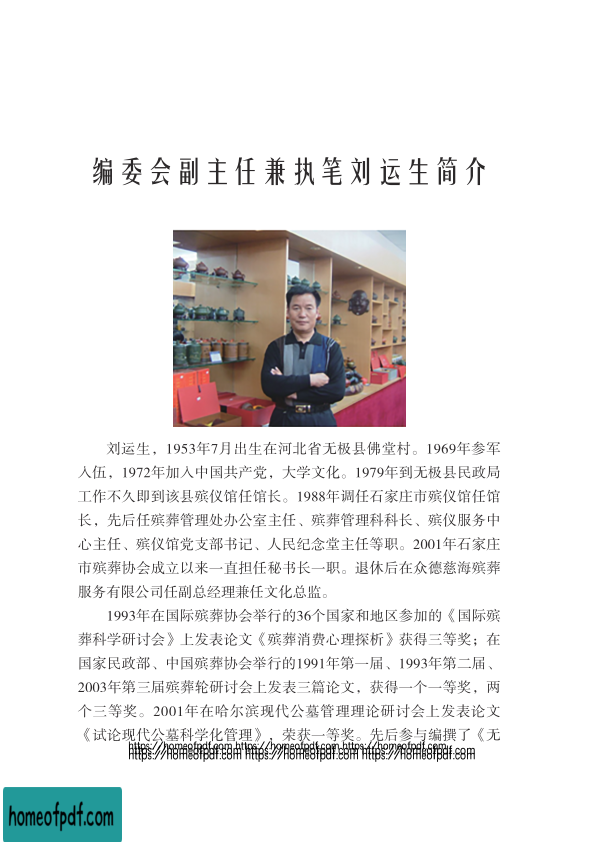 编委会副主任兼执笔刘运生简介
刘运生，1953年7月出生在河北省无极县佛堂村。1969年参军
入伍，1972年加入中国共产党，大学文化。1979年到无极县民政局
工作不久即到该县殡仪馆任馆长。1988年调任石家庄市殡仪馆任馆
长，先后任殡葬管理处办公室主任、殡葬管理科科长、殡仪服务中
心主任、殡仪馆党支部书记、人民纪念堂主任等职。2001年石家庄
市殡葬协会成立以来一直担任秘书长一职。退休后在众德慈海殡葬
服务有限公司任副总经理兼任文化总监。
1993年在国际殡葬协会举行的36个国家和地区参加的《国际殡
葬科学研讨会》上发表论文《殡葬消费心理探析》获得三等奖；在
国家民政部、中国殡葬协会举行的1991年第一届、1993年第二届、
2003年第三届殡葬轮研讨会上发表三篇论文，获得一个一等奖，两
个三等奖。2001年在哈尔滨现代公墓管理理论研讨会上发表论文
《试论现代公墓科学化管理》，荣获一等奖。先后参与编撰了《无
https://homeofpdf.com https://homeofpdf.com https://homeofpdf.com
https://homeofpdf.com https://homeofpdf.com https://homeofpdf.com
homeofpdf.com